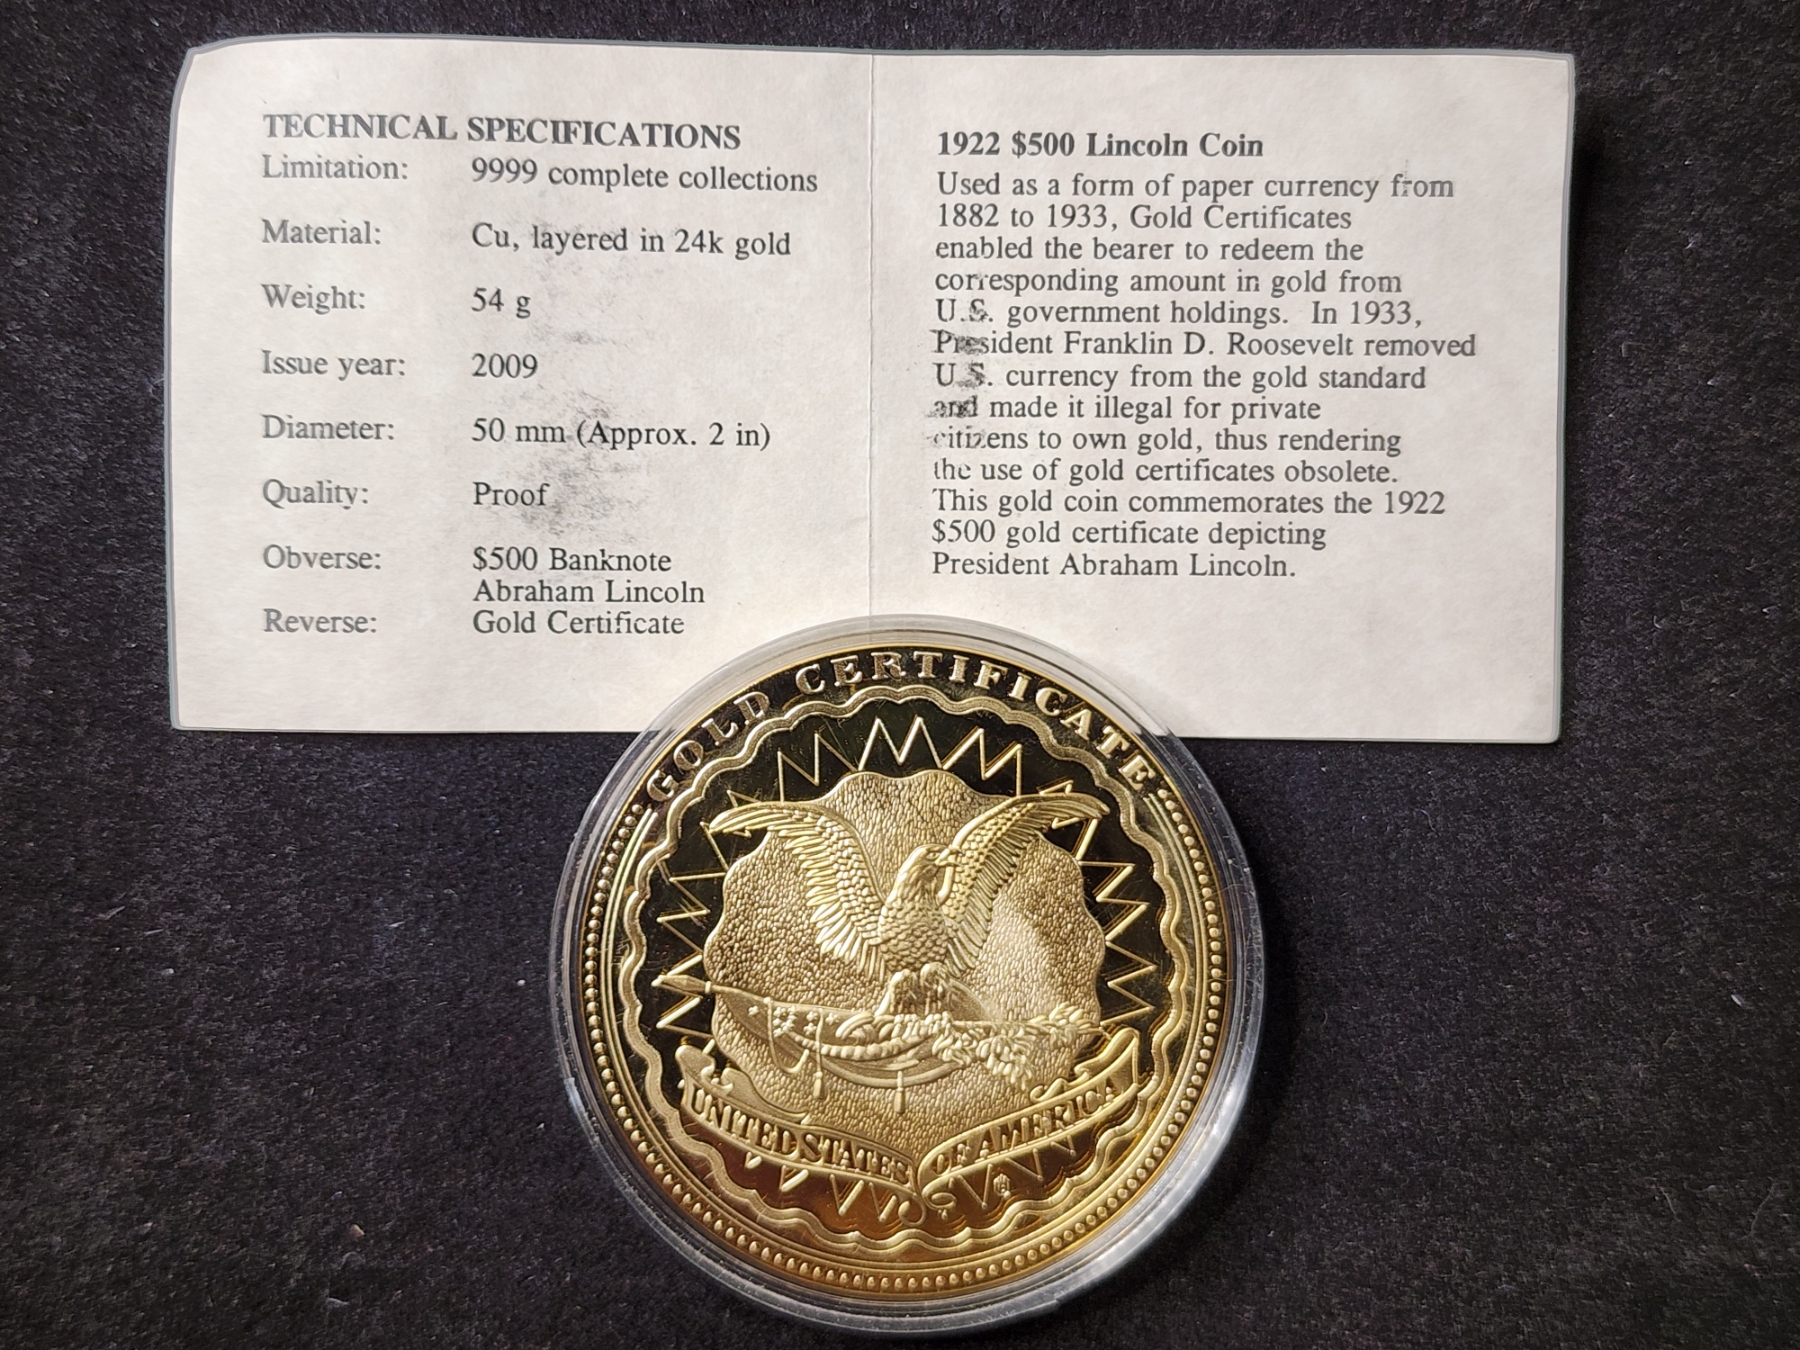 TECHNICAL SPECIFICATIONS
Limitation: 9999 complete collections
Material: Cu, layered in 24k gold
Weight: 54 g
Issue year: 2009
Diameter: 50 mm (Approx. 2 in)
Quality: Proof
Obverse: $500 Banknote
Abraham Lincoln
Reverse: Gold Certificate
1922 $500 Lincoln Coin
Used as a form of paper currency from
1882 to 1933, Gold Certificates
enabled the bearer to redeem the
corresponding amount in gold from
U.S. government holdings. In 1933,
President Franklin D. Roosevelt removed
U.S. currency from the gold standard
and made it illegal for private
citizens to own gold, thus rendering
the use of gold certificates obsolete.
This gold coin commemorates the 1922
$500 gold certificate depicting
President Abraham Lincoln.
GOLD CERTIFICATE
UNITED STATES OF AMERICA